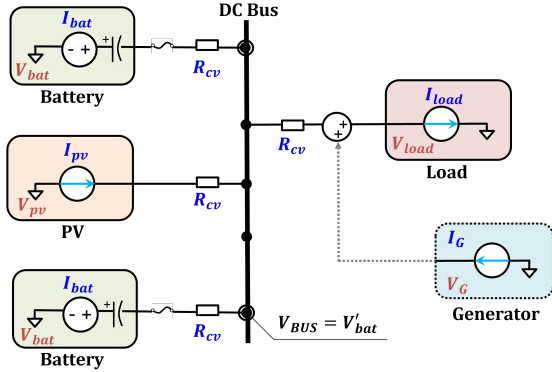 DC Bus
I_bat
- +
+
V_bat
R_cv
Battery
I_pv
V_pv
R_cv
PV
I_bat
- +
+
V_bat
R_cv
Battery
V_BUS = V'_bat
R_cv
+
+
I_load
V_load
Load
I_G
V_G
Generator